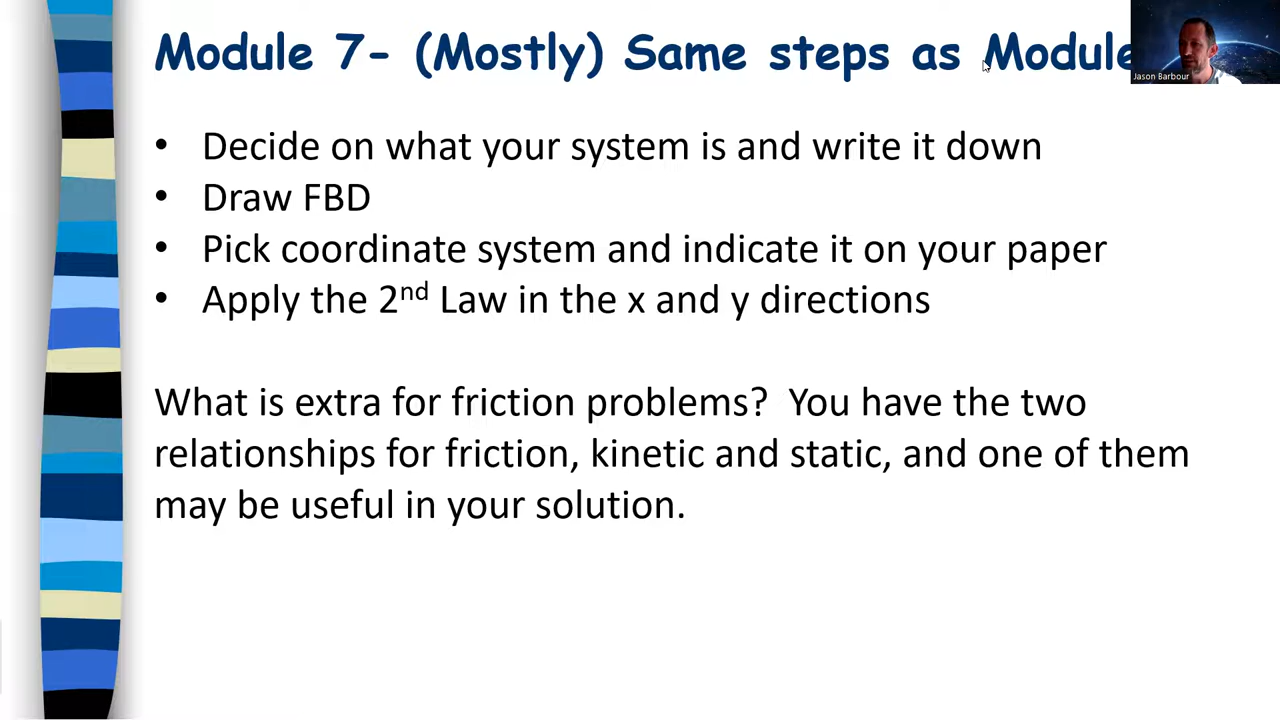 Module 7- (Mostly) Same steps as Module
Jason Barbour
• Decide on what your system is and write it down
• Draw FBD
• Pick coordinate system and indicate it on your paper
• Apply the 2nd Law in the x and y directions
What is extra for friction problems? You have the two
relationships for friction, kinetic and static, and one of them
may be useful in your solution.